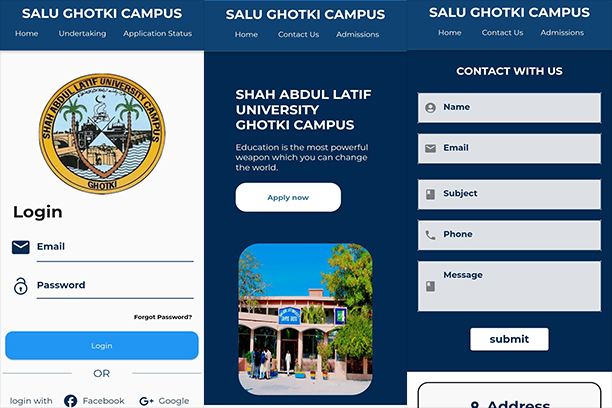 SALU GHOTKI CAMPUS
Home Undertaking Application Status
SHAH ABDUL LATIF UNIVERSITY CAMPUS
GHOTKI
Login
Email
Password
Forgot Password?
Login
OR
login with Facebook G+ Google
SALU GHOTKI CAMPUS
Home Contact Us Admissions
SHAH ABDUL LATIF
UNIVERSITY
GHOTKI CAMPUS
Education is the most powerful
weapon which you can change
the world.
Apply now
SALU GHOTKI CAMPUS
Home Contact Us Admissions
CONTACT WITH US
Name
Email
Subject
Phone
Message
submit
Address